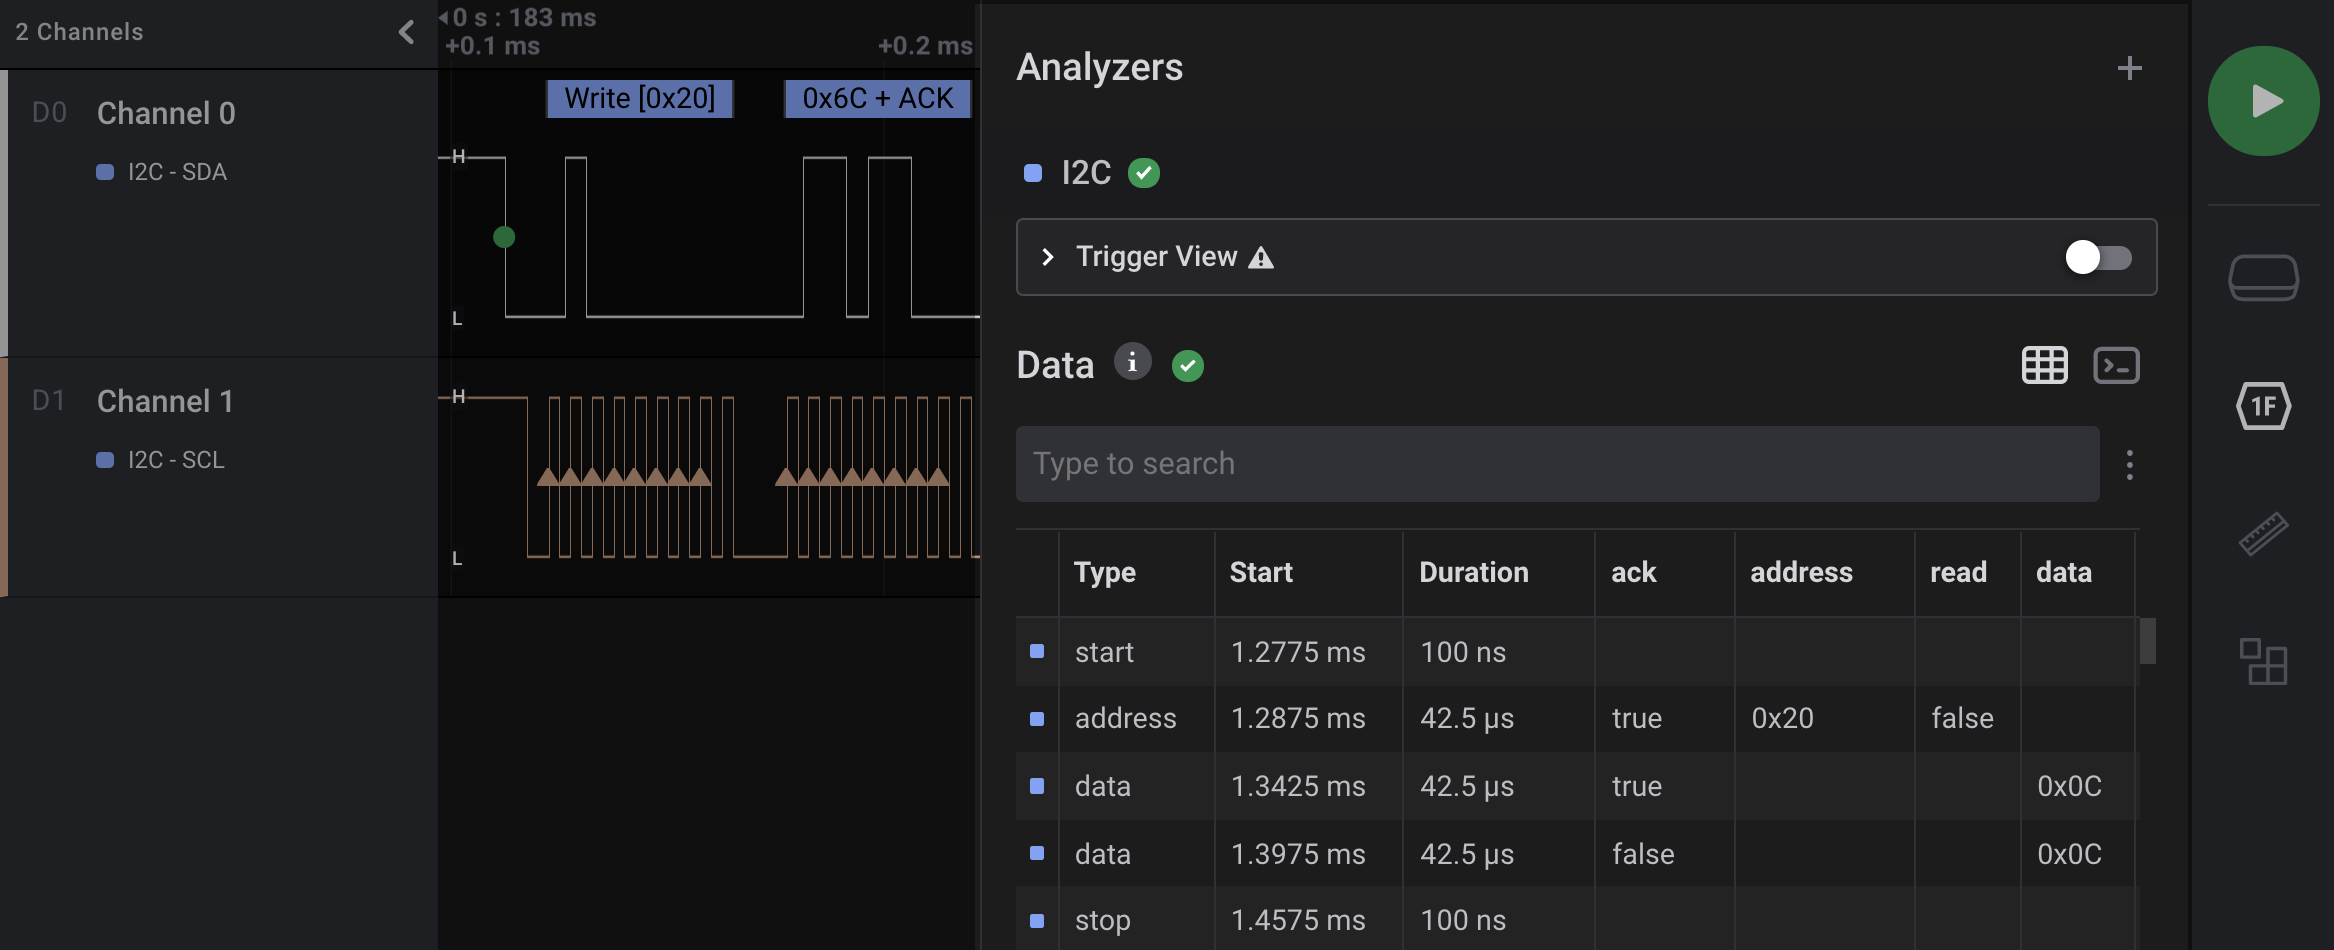 2 Channels
0 s : 183 ms
+0.1 ms
+0.2 ms
D0 Channel 0
I2C - SDA
Write [0x20]
0x6C + ACK
H
L
D1 Channel 1
I2C - SCL
H
L
Analyzers
I2C
Trigger View
Data
Type to search
Type Start Duration ack address read data
start 1.2775 ms 100 ns
address 1.2875 ms 42.5 μs true 0x20 false
data 1.3425 ms 42.5 μs true 0x0C
data 1.3975 ms 42.5 μs false 0x0C
stop 1.4575 ms 100 ns
1F